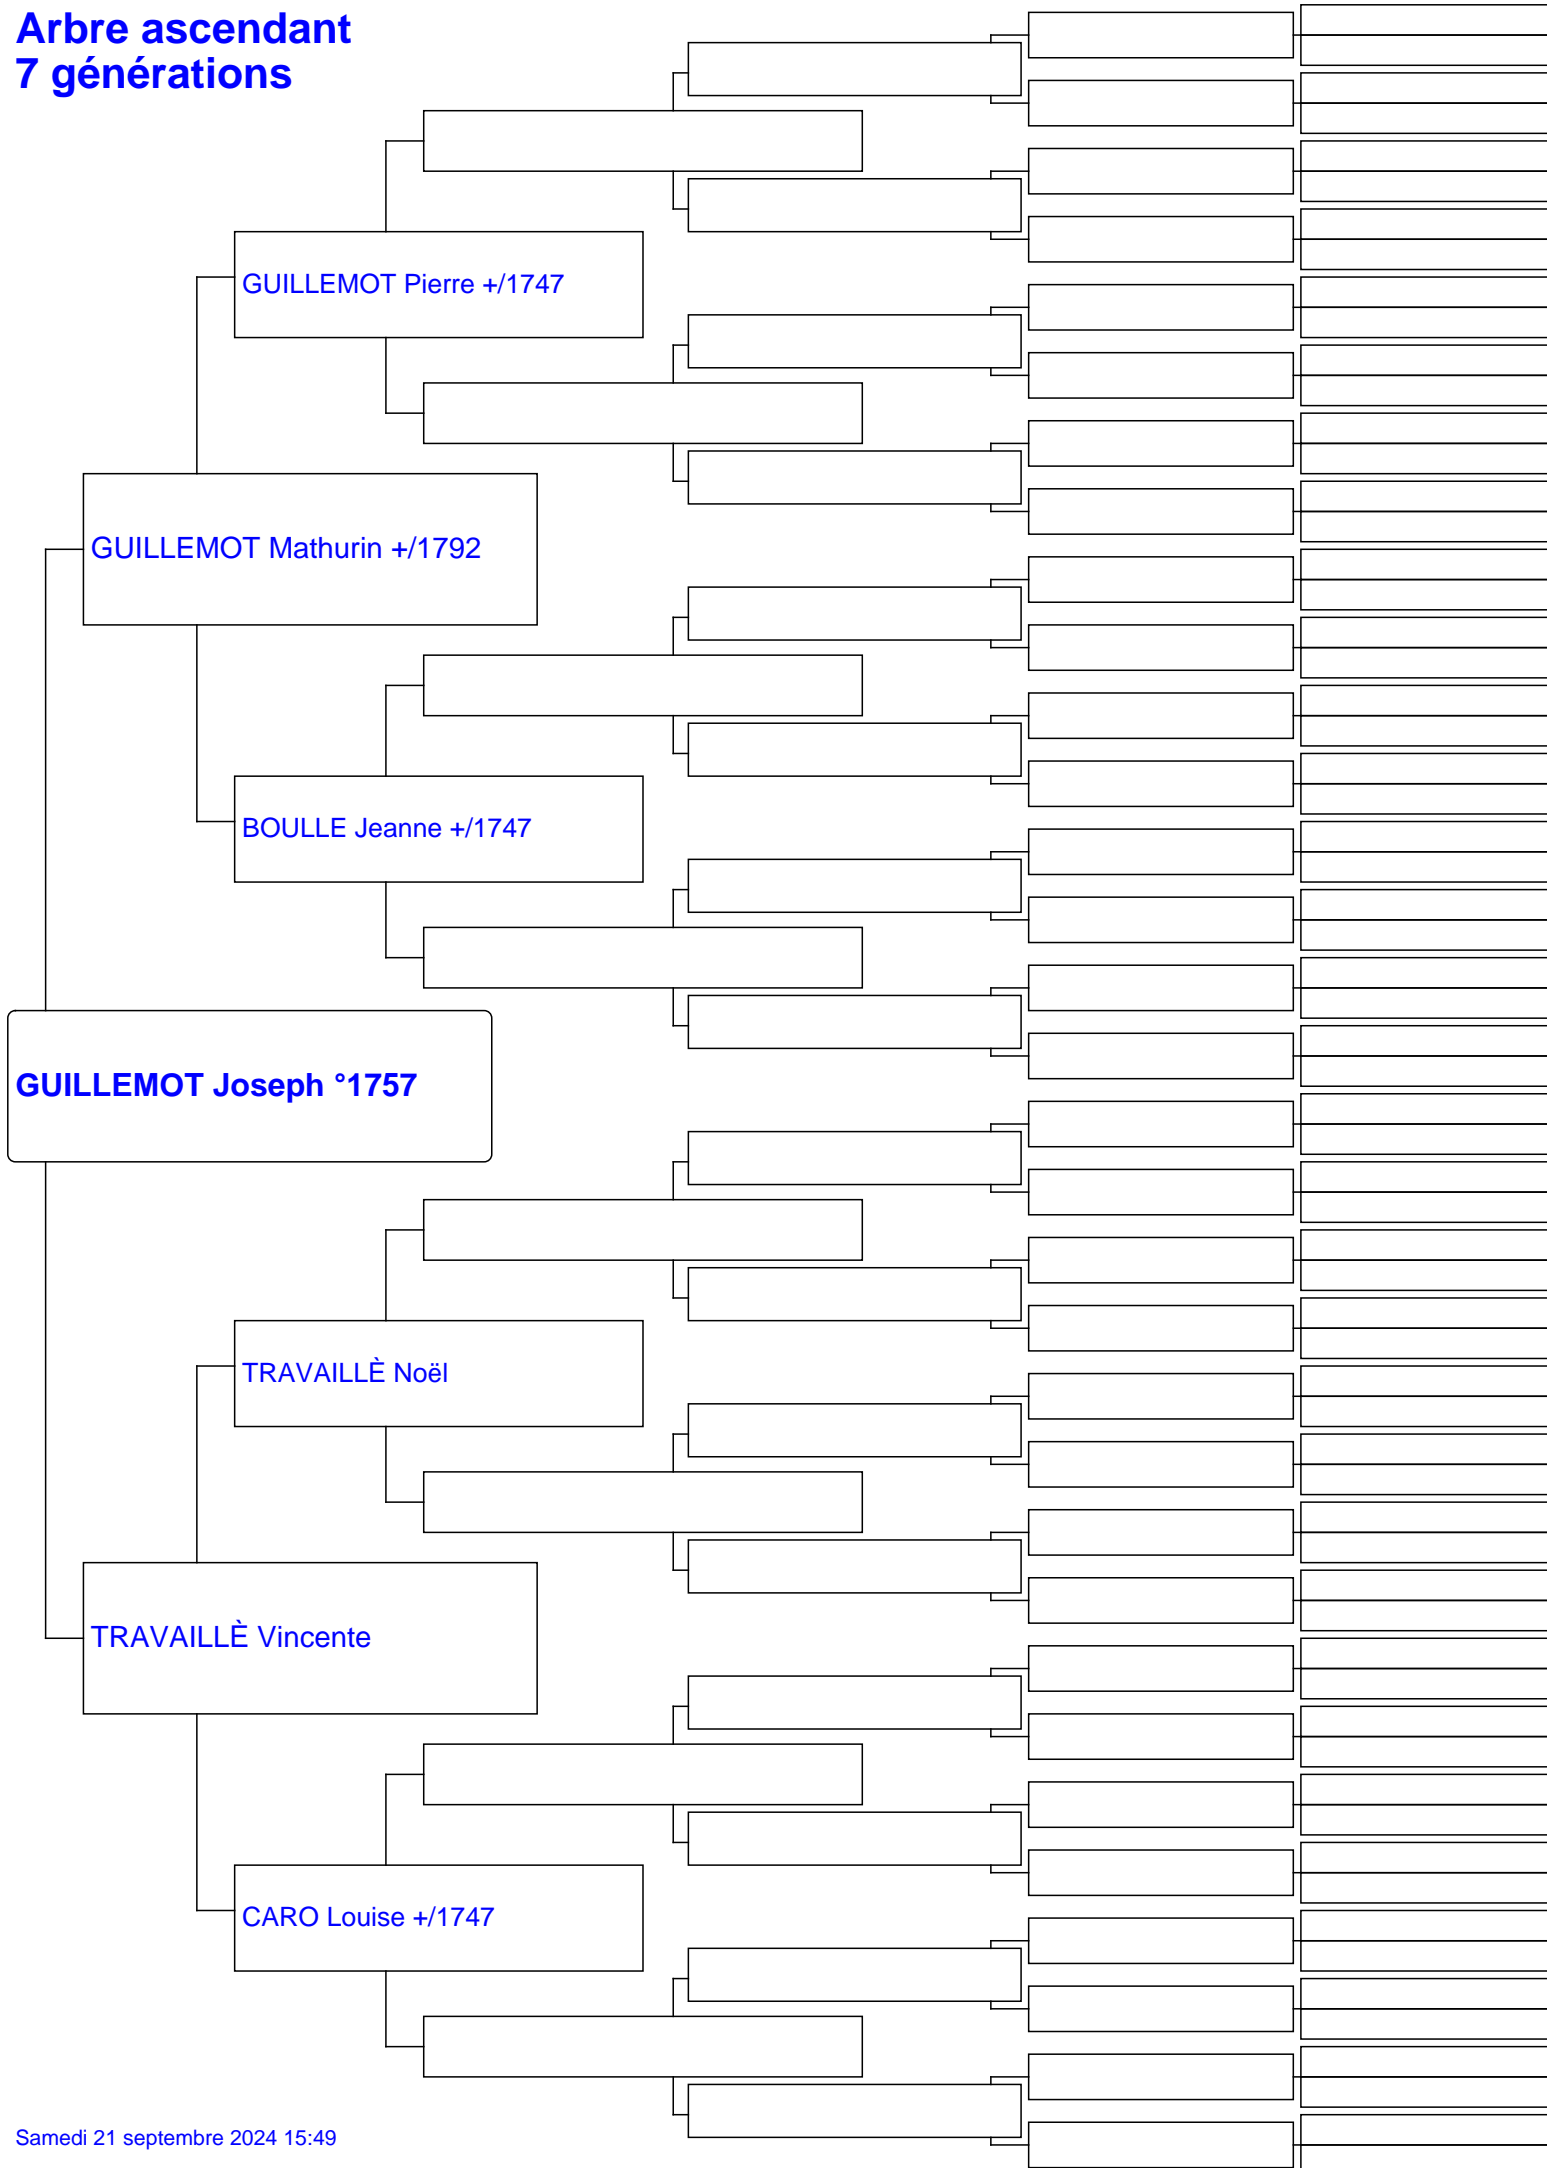 Arbre ascendant
7 générations
GUILLEMOT Pierre +/1747
GUILLEMOT Mathurin +/1792
BOULLE Jeanne +/1747
GUILLEMOT Joseph °1757
TRAVAILLÈ Noël
TRAVAILLÈ Vincente
CARO Louise +/1747
Samedi 21 septembre 2024 15:49